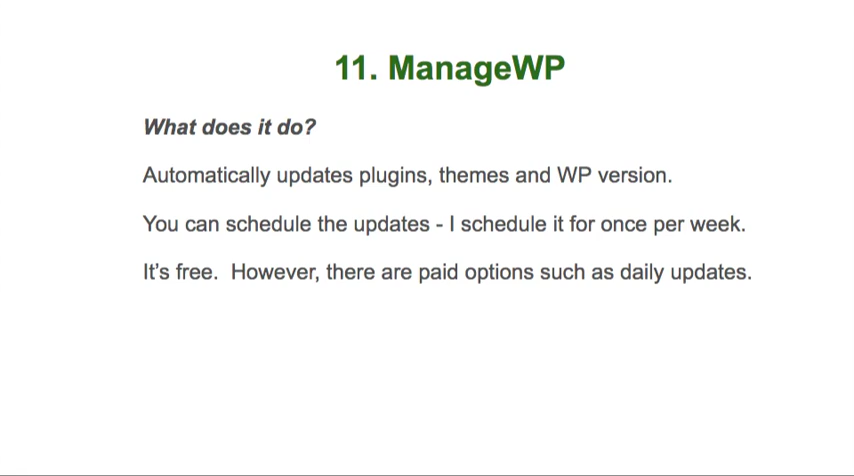 11. ManageWP
What does it do?
Automatically updates plugins, themes and WP version.
You can schedule the updates - I schedule it for once per week.
It’s free.  However, there are paid options such as daily updates.